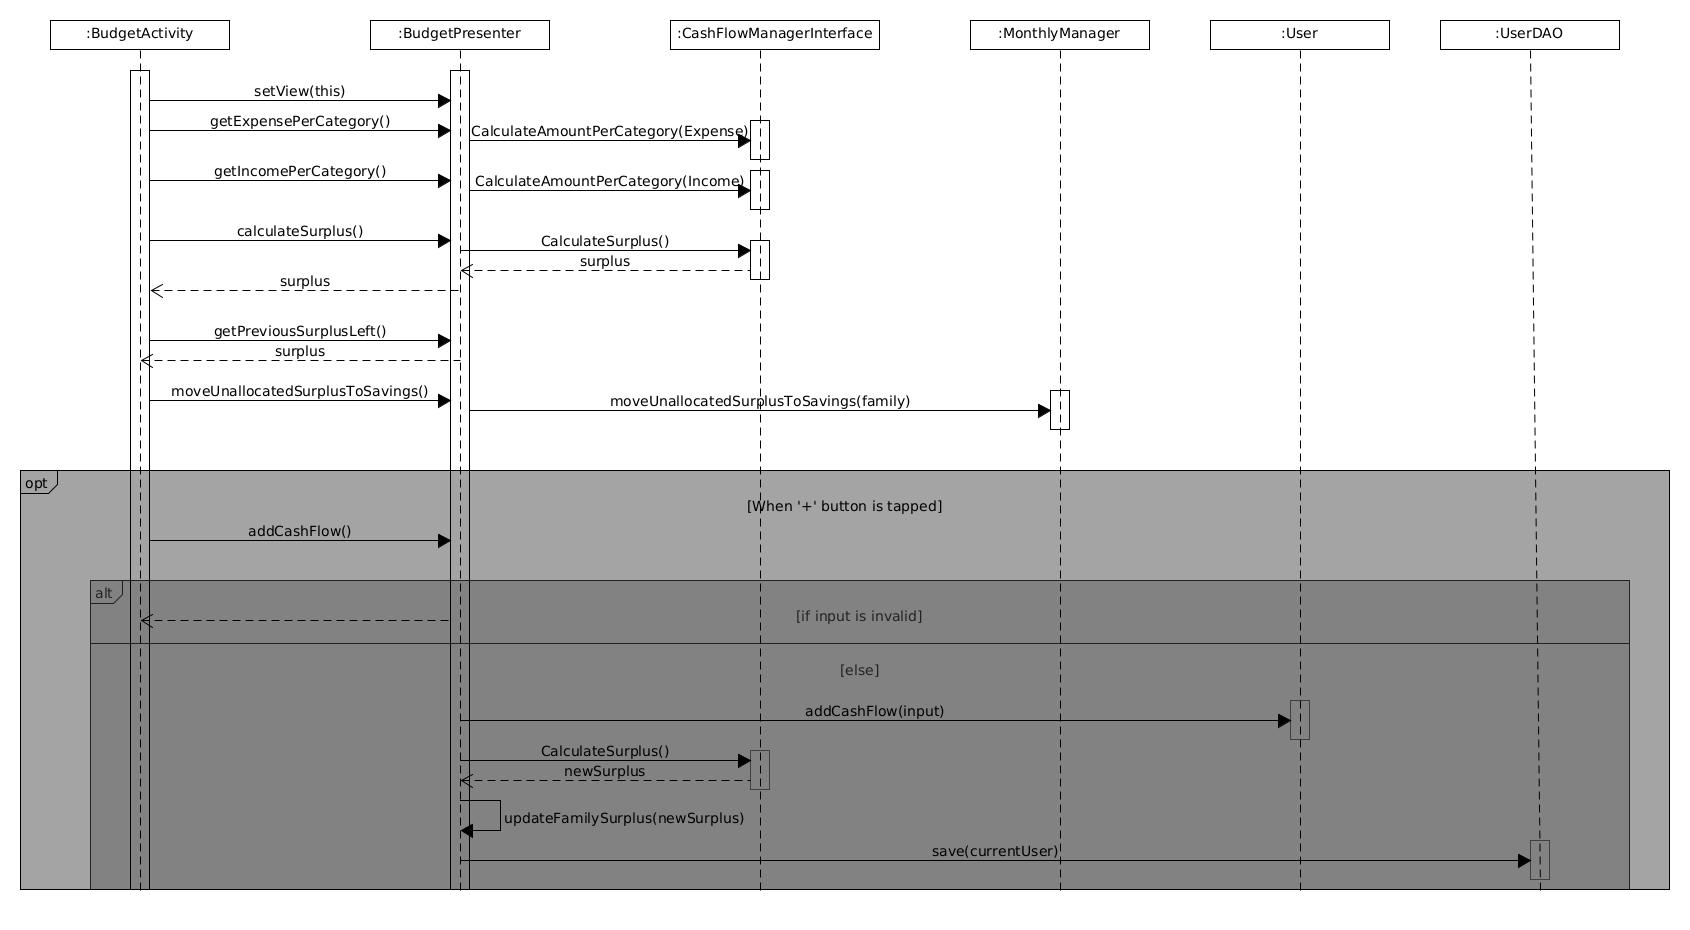 :BudgetActivity
:BudgetPresenter
:CashFlowManagerInterface
:MonthlyManager
:User
:UserDAO
setView(this)
getExpensePerCategory()
CalculateAmountPerCategory(Expense)
getIncomePerCategory()
CalculateAmountPerCategory(Income)
calculateSurplus()
CalculateSurplus()
surplus
surplus
getPreviousSurplusLeft()
surplus
moveUnallocatedSurplusToSavings()
moveUnallocatedSurplusToSavings(family)
opt
[When '+' button is tapped]
addCashFlow()
alt
[if input is invalid]
[else]
addCashFlow(input)
CalculateSurplus()
newSurplus
updateFamilySurplus(newSurplus)
save(currentUser)